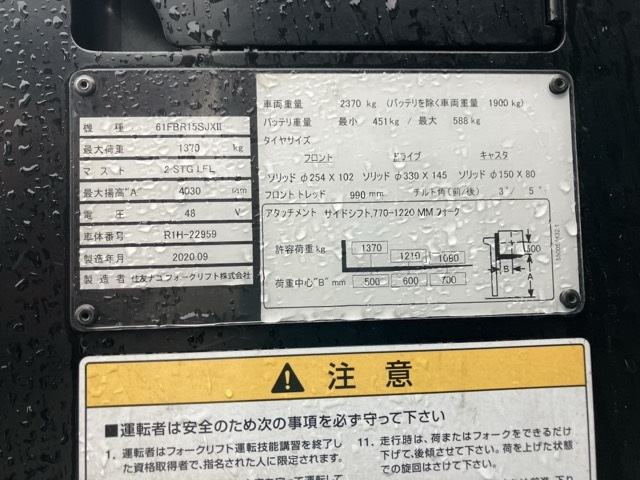 機 種 61FBR15SJXII
最大荷重 1370 kg
マスト 2-STG LFL
最大揚高"A" 4030 mm
電 圧 48 V
車体番号 R1H-22959
製造年月 2020.09
製造者 住友ナコフォークリフト株式会社
車両重量 2370 kg (バッテリを除く車両重量 1900 kg)
バッテリ重量 最小 451kg / 最大 588 kg
タイヤサイズ
フロント ドライブ キャスタ
ソリッド φ254 X 102 ソリッド φ330 X 145 ソリッド φ150 X 80
フロントトレッド 990 mm チルト角(前/後) 3°/ 5°
アタッチメント サイドシフト,770-1220 MM フォーク
許容荷重 kg 1370 1210 1080
荷重中心"B" mm 500 600 700
500
B A
注意
■運転者は安全のため次の事項を必ず守って下さい
1. 運転者はフォークリフト運転技能講習を終了し
た資格取得者で、指名された人に限定されます。
11. 走行時は、荷またはフォークをできるだけ
下げて、後傾させて下さい。荷を上げた状態
での旋回はさけて下さい。